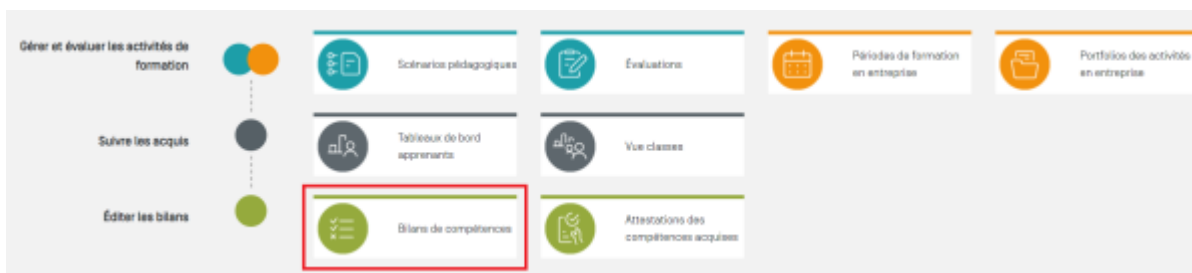 Gérer et évaluer les activités de
formation
Scénarios pédagogiques
Évaluations
Périodes de formation
en entreprise
Portfolios des activités
en entreprise
Suivre les acquis
Tableaux de bord
apprenants
Vue classes
Éditer les bilans
Bilans de compétences
Attestations des
compétences acquises